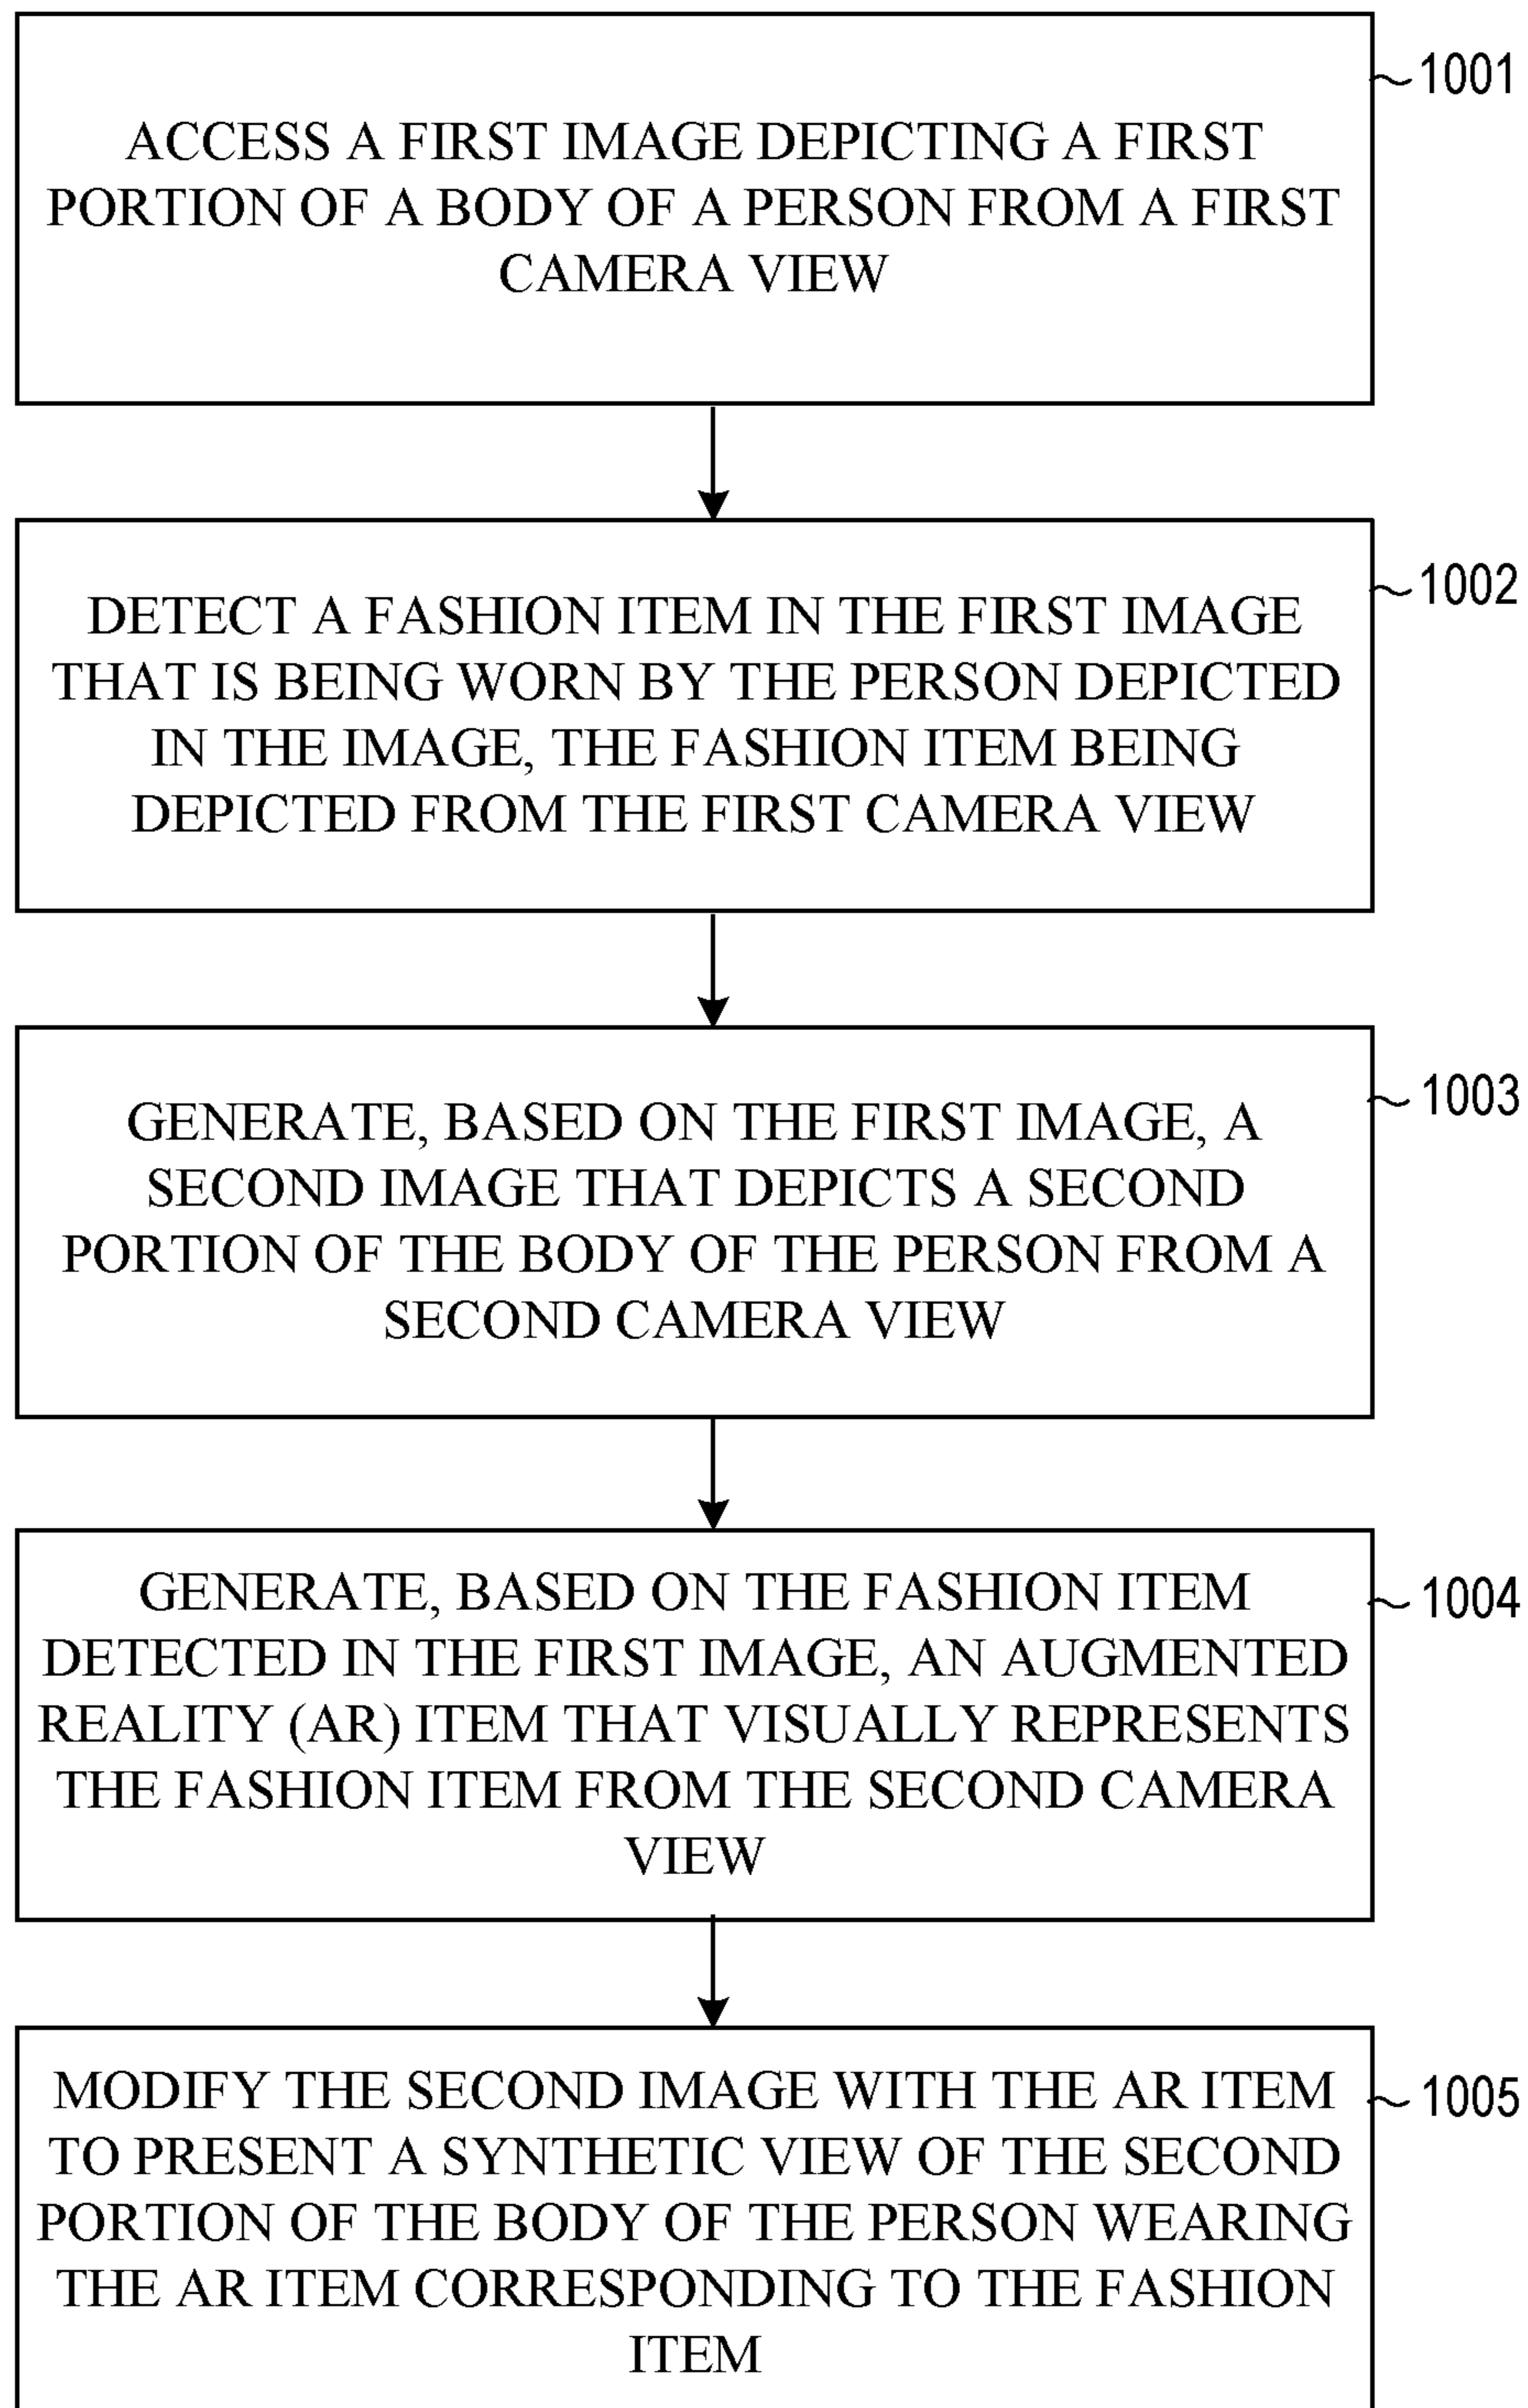 1001
ACCESS A FIRST IMAGE DEPICTING A FIRST
PORTION OF A BODY OF A PERSON FROM A FIRST
CAMERA VIEW
1002
DETECT A FASHION ITEM IN THE FIRST IMAGE
THAT IS BEING WORN BY THE PERSON DEPICTED
IN THE IMAGE, THE FASHION ITEM BEING
DEPICTED FROM THE FIRST CAMERA VIEW
1003
GENERATE, BASED ON THE FIRST IMAGE, A
SECOND IMAGE THAT DEPICTS A SECOND
PORTION OF THE BODY OF THE PERSON FROM A
SECOND CAMERA VIEW
1004
GENERATE, BASED ON THE FASHION ITEM
DETECTED IN THE FIRST IMAGE, AN AUGMENTED
REALITY (AR) ITEM THAT VISUALLY REPRESENTS
THE FASHION ITEM FROM THE SECOND CAMERA
VIEW
1005
MODIFY THE SECOND IMAGE WITH THE AR ITEM
TO PRESENT A SYNTHETIC VIEW OF THE SECOND
PORTION OF THE BODY OF THE PERSON WEARING
THE AR ITEM CORRESPONDING TO THE FASHION
ITEM